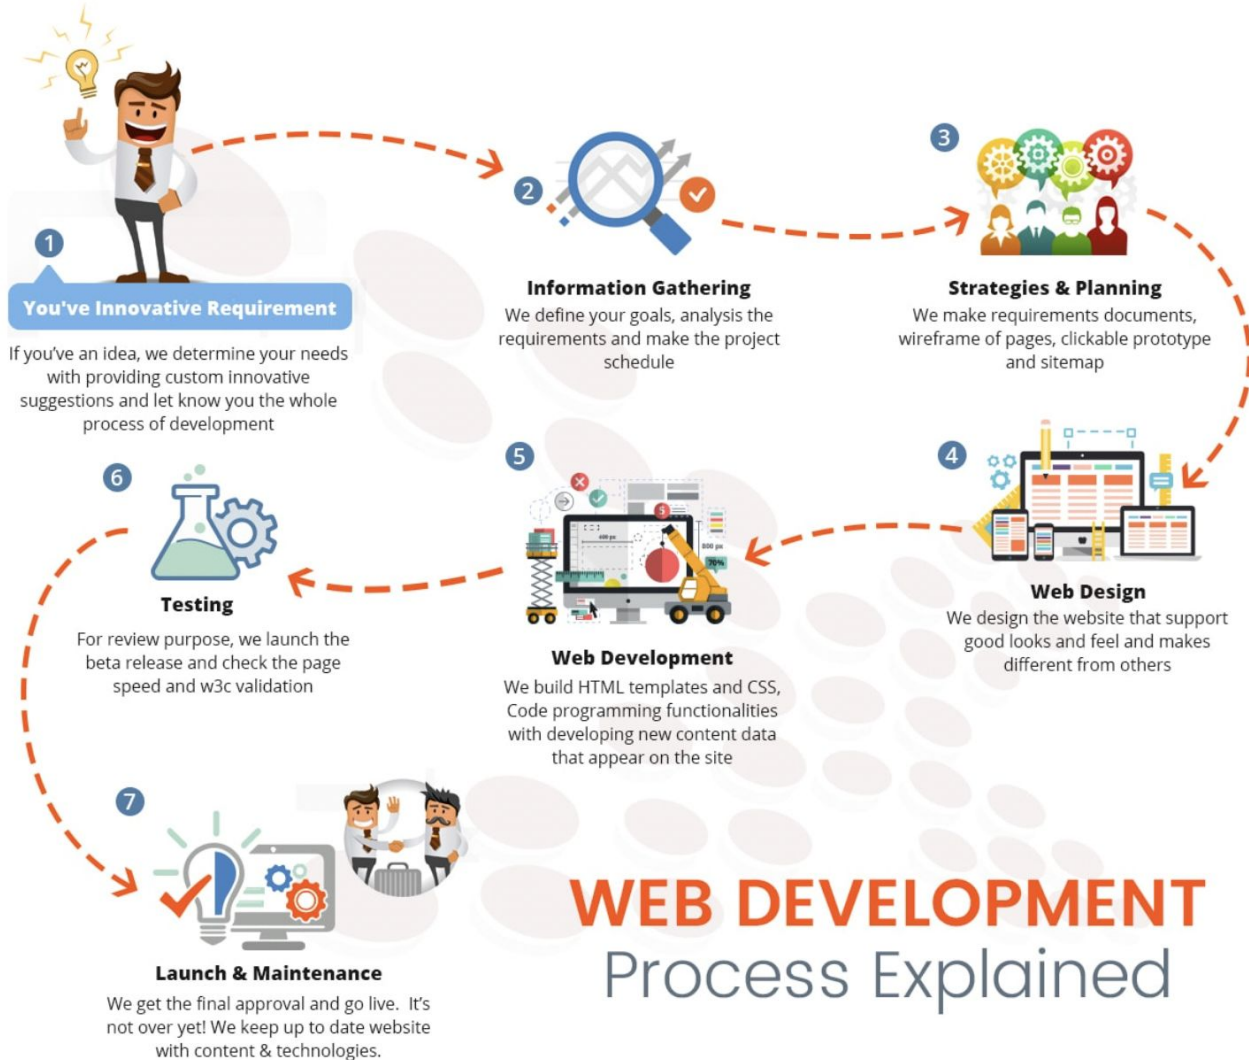 1
You've Innovative Requirement
If you've an idea, we determine your needs
with providing custom innovative
suggestions and let know you the whole
process of development
2
Information Gathering
We define your goals, analysis the
requirements and make the project
schedule
3
Strategies & Planning
We make requirements documents,
wireframe of pages, clickable prototype
and sitemap
4
Web Design
We design the website that support
good looks and feel and makes
different from others
5
$
400 px
800 px
70%
Web Development
We build HTML templates and CSS,
Code programming functionalities
with developing new content data
that appear on the site
6
Testing
For review purpose, we launch the
beta release and check the page
speed and w3c validation
7
Launch & Maintenance
We get the final approval and go live. It's
not over yet! We keep up to date website
with content & technologies.
WEB DEVELOPMENT
Process Explained